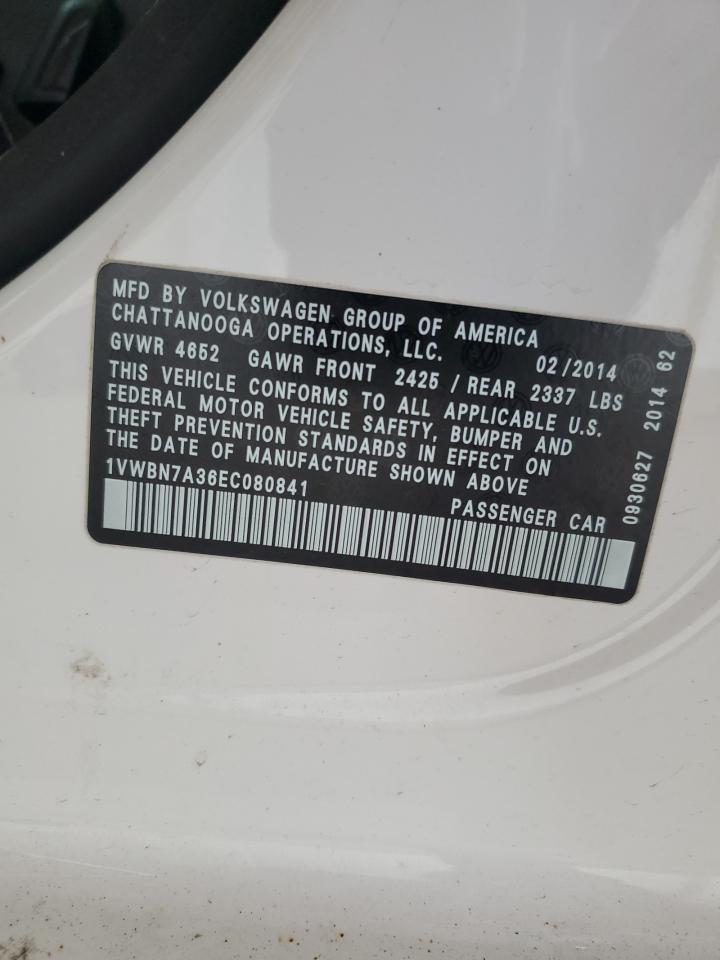 MFD BY VOLKSWAGEN GROUP OF AMERICA
CHATTANOOGA OPERATIONS, LLC. 02/2014
GVWR 4652 GAWR FRONT 2425 / REAR 2337 LBS
THIS VEHICLE CONFORMS TO ALL APPLICABLE U.S.
FEDERAL MOTOR VEHICLE SAFETY, BUMPER AND
THEFT PREVENTION STANDARDS IN EFFECT ON
THE DATE OF MANUFACTURE SHOWN ABOVE
1VWBN7A36EC080841 PASSENGER CAR
0930627 2014 62